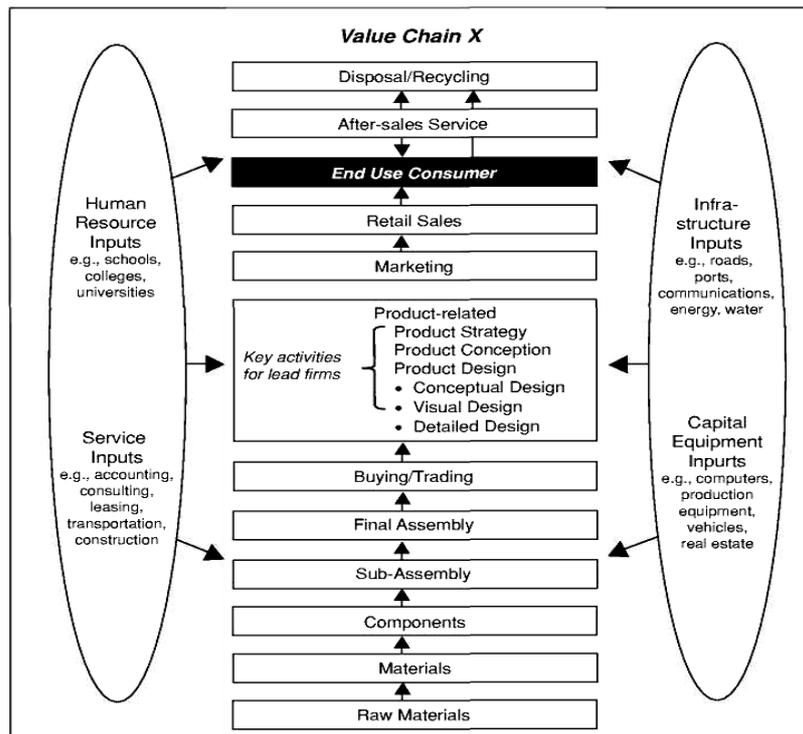 Value Chain X
Disposal/Recycling
After-sales Service
End Use Consumer
Retail Sales
Marketing
Product-related
Product Strategy
Product Conception
Product Design
• Conceptual Design
• Visual Design
• Detailed Design
Key activities
for lead firms
Buying/Trading
Final Assembly
Sub-Assembly
Components
Materials
Raw Materials
Human
Resource
Inputs
e.g., schools,
colleges,
universities
Service
Inputs
e.g., accounting,
consulting,
leasing,
transportation,
construction
Infra-
structure
Inputs
e.g., roads,
ports,
communications,
energy, water
Capital
Equipment
Inpurts
e.g., computers,
production
equipment,
vehicles,
real estate